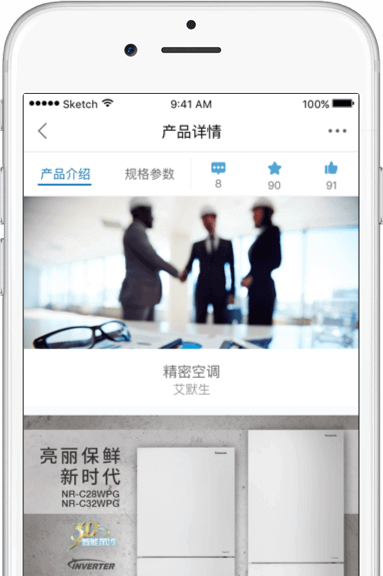 Sketch 9:41 AM 100%
产品详情
产品介绍 规格参数 8 90 91
精密空调
艾默生
Panasonic
亮丽保鲜
新时代
NR-C28WPG
NR-C32WPG
INVERTER